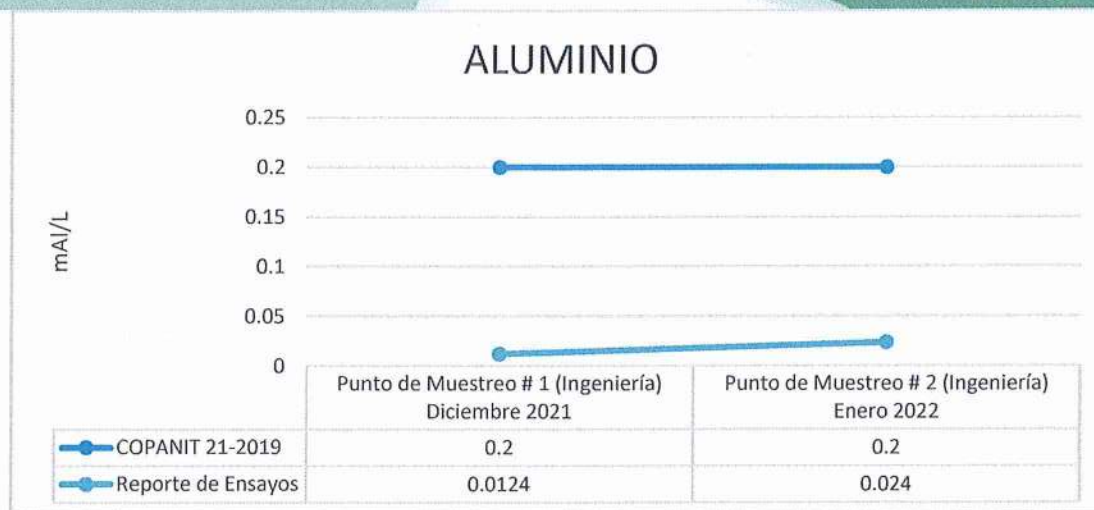 ALUMINIO
0.25
0.2
0.15
0.1
0.05
0
mAl/L
Punto de Muestreo # 1 (Ingeniería)
Diciembre 2021
Punto de Muestreo # 2 (Ingeniería)
Enero 2022
COPANIT 21-2019
0.2
0.2
Reporte de Ensayos
0.0124
0.024